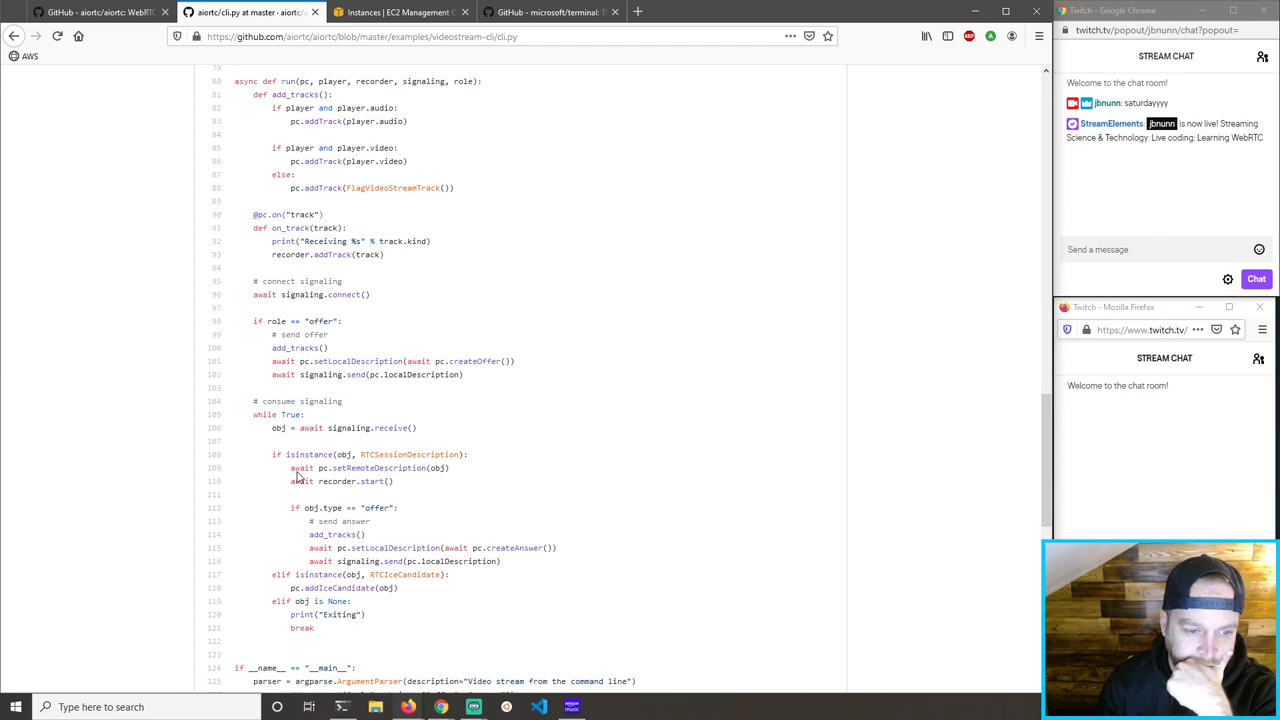 GitHub - aiortc/aiortc: WebRTC
aiortc/cli.py at master · aiortc/a
Instances | EC2 Management C
GitHub - microsoft/terminal: T
https://github.com/aiortc/aiortc/blob/master/examples/videostream-cli/cli.py
AWS
79
80 async def run(pc, player, recorder, signaling, role):
81 def add_tracks():
82 if player and player.audio:
83 pc.addTrack(player.audio)
84
85 if player and player.video:
86 pc.addTrack(player.video)
87 else:
88 pc.addTrack(FlagVideoStreamTrack())
89
90 @pc.on("track")
91 def on_track(track):
92 print("Receiving %s" % track.kind)
93 recorder.addTrack(track)
94
95 # connect signaling
96 await signaling.connect()
97
98 if role == "offer":
99 # send offer
100 add_tracks()
101 await pc.setLocalDescription(await pc.createOffer())
102 await signaling.send(pc.localDescription)
103
104 # consume signaling
105 while True:
106 obj = await signaling.receive()
107
108 if isinstance(obj, RTCSessionDescription):
109 await pc.setRemoteDescription(obj)
110 await recorder.start()
111
112 if obj.type == "offer":
113 # send answer
114 add_tracks()
115 await pc.setLocalDescription(await pc.createAnswer())
116 await signaling.send(pc.localDescription)
117 elif isinstance(obj, RTCIceCandidate):
118 pc.addIceCandidate(obj)
119 elif obj is None:
120 print("Exiting")
121 break
122
123
124 if __name__ == "__main__":
125 parser = argparse.ArgumentParser(description="Video stream from the command line")
Twitch - Google Chrome
twitch.tv/popout/jbnunn/chat?popout=
STREAM CHAT
Welcome to the chat room!
jbnunn: saturdayyyy
StreamElements: jbnunn is now live! Streaming
Science & Technology: Live coding: Learning WebRTC
Send a message
Chat
Twitch - Mozilla Firefox
https://www.twitch.tv/
STREAM CHAT
Welcome to the chat room!
Type here to search
amazon
music